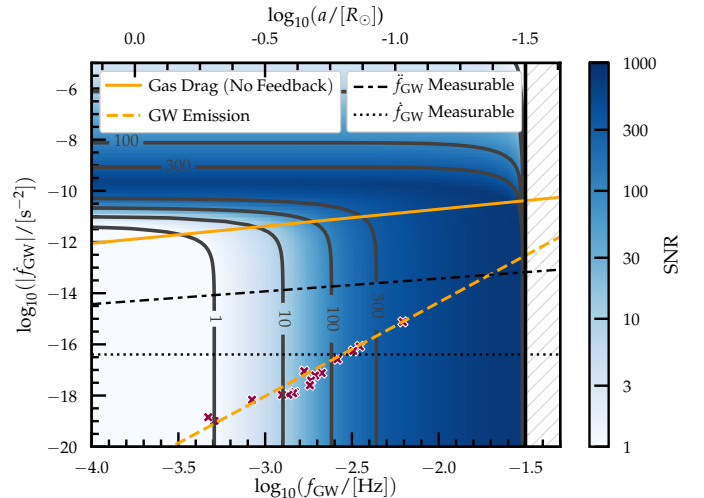 log₁₀(a/[R☉])
0.0 −0.5 −1.0 −1.5
Gas Drag (No Feedback)
GW Emission
f̈GW Measurable
ḟGW Measurable
100
300
1
10
100
300
−6
−8
−10
−12
−14
−16
−18
−20
log₁₀(|ḟGW|/[s⁻²])
−4.0 −3.5 −3.0 −2.5 −2.0 −1.5
log₁₀(fGW/[Hz])
1000
300
100
30
10
3
1
SNR